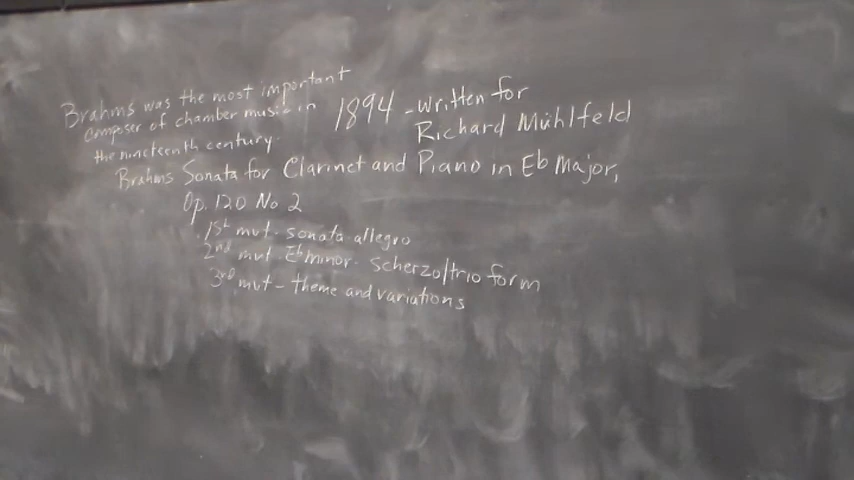 Brahms was the most important
composer of chamber music in
the nineteenth century.
1894 - written for
Richard Mühlfeld
Brahms Sonata for Clarinet and Piano in Eb Major,
Op. 120 No 2
1st mvt - sonata-allegro
2nd mvt - Eb minor - scherzo/trio form
3rd mvt - theme and variations